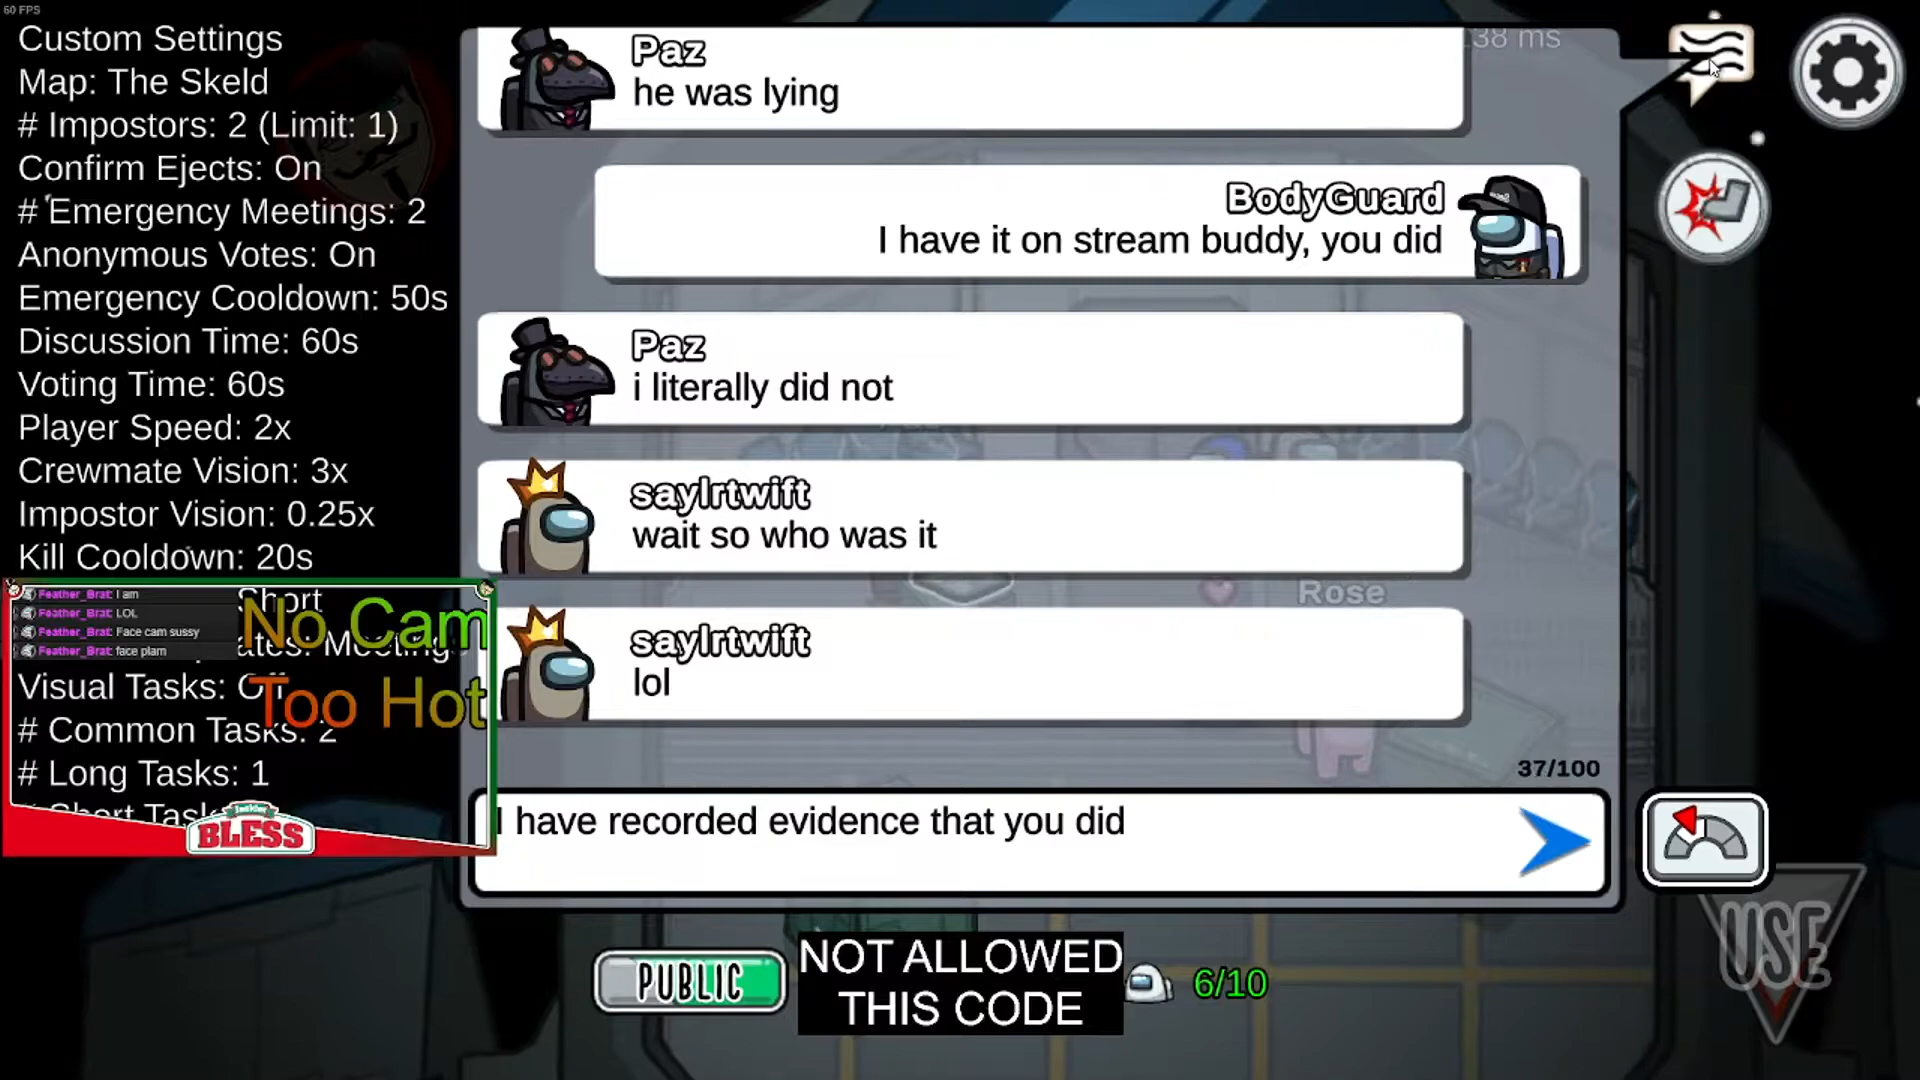 60 FPS
Custom Settings
Map: The Skeld
# Impostors: 2 (Limit: 1)
Confirm Ejects: On
# Emergency Meetings: 2
Anonymous Votes: On
Emergency Cooldown: 50s
Discussion Time: 60s
Voting Time: 60s
Player Speed: 2x
Crewmate Vision: 3x
Impostor Vision: 0.25x
Kill Cooldown: 20s
Short
Meetings
Visual Tasks: Off
# Common Tasks: 2
# Long Tasks: 1
# Short Task
Feather_Brat: I am
Feather_Brat: LOL
Feather_Brat: Face cam sussy
Feather_Brat: face plam
No Cam
Too Hot
BLESS
38 ms
Paz
he was lying
BodyGuard
I have it on stream buddy, you did
Paz
i literally did not
saylrtwift
wait so who was it
Rose
saylrtwift
lol
37/100
I have recorded evidence that you did
PUBLIC
NOT ALLOWED
THIS CODE
6/10
USE